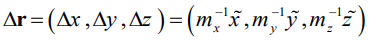 Δr = (Δx, Δy, Δz) = (m_x^{-1}x̃, m_y^{-1}ỹ, m_z^{-1}z̃)